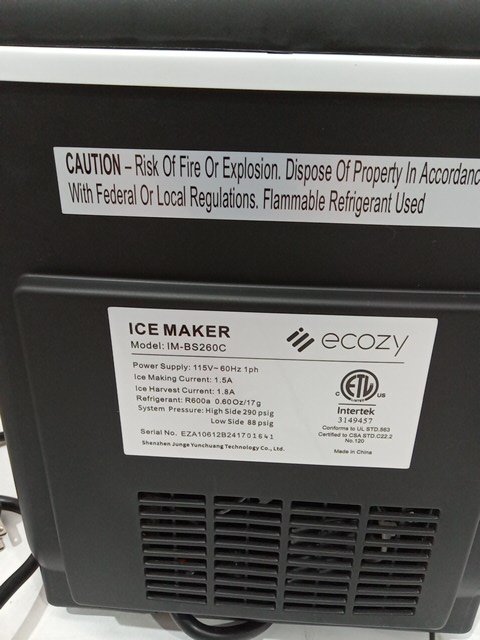 CAUTION – Risk Of Fire Or Explosion. Dispose Of Property In Accordanc
With Federal Or Local Regulations. Flammable Refrigerant Used
ICE MAKER
Model: IM-BS260C
ecozy
Power Supply: 115V~ 60Hz 1ph
Ice Making Current: 1.5A
Ice Harvest Current: 1.8A
Refrigerant: R600a 0.60Oz/17g
System Pressure: High Side 290 psig
Low Side 88 psig
Serial No. EZA10612B241701641
Shenzhen Junge Yunchuang Technology Co., Ltd.
C ETL US
LISTED
Intertek
3149457
Conforms to UL STD.563
Certified to CSA STD.C22.2
No.120
Made in China